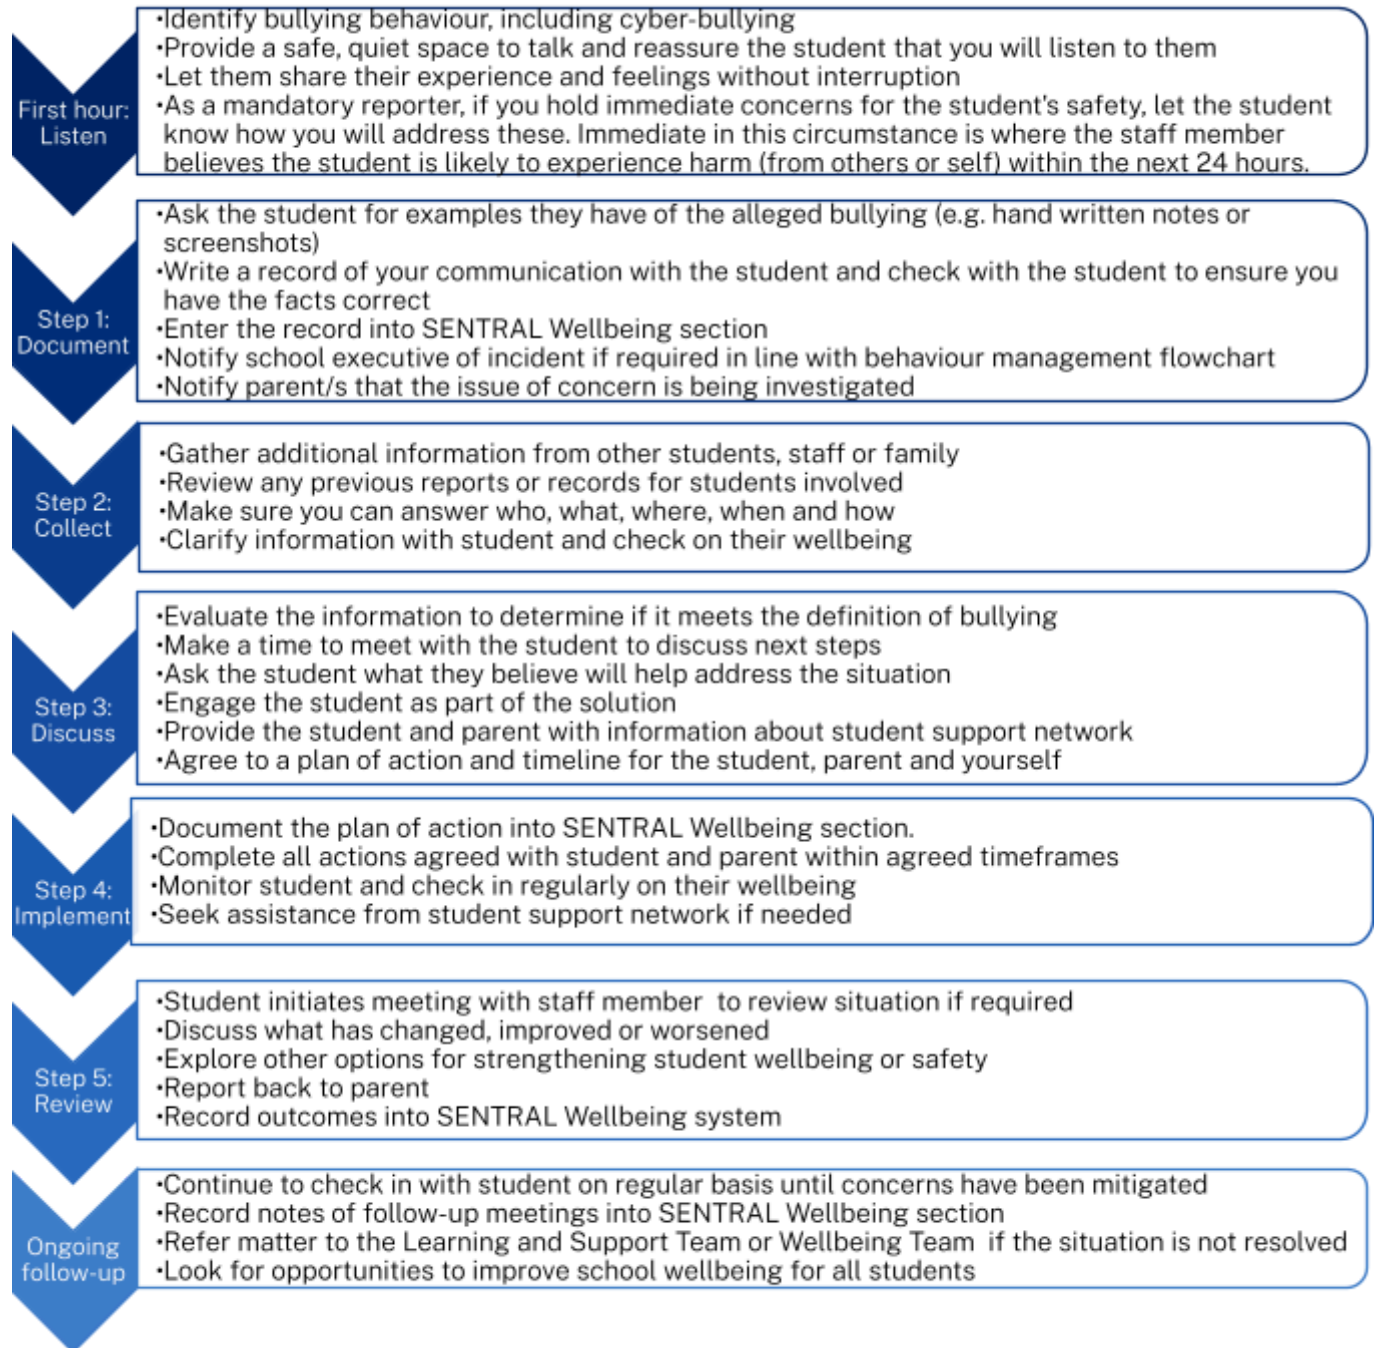 First hour:
Listen
•Identify bullying behaviour, including cyber-bullying
•Provide a safe, quiet space to talk and reassure the student that you will listen to them
•Let them share their experience and feelings without interruption
•As a mandatory reporter, if you hold immediate concerns for the student's safety, let the student
know how you will address these. Immediate in this circumstance is where the staff member
believes the student is likely to experience harm (from others or self) within the next 24 hours.
Step 1:
Document
•Ask the student for examples they have of the alleged bullying (e.g. hand written notes or
screenshots)
•Write a record of your communication with the student and check with the student to ensure you
have the facts correct
•Enter the record into SENTRAL Wellbeing section
•Notify school executive of incident if required in line with behaviour management flowchart
•Notify parent/s that the issue of concern is being investigated
Step 2:
Collect
•Gather additional information from other students, staff or family
•Review any previous reports or records for students involved
•Make sure you can answer who, what, where, when and how
•Clarify information with student and check on their wellbeing
Step 3:
Discuss
•Evaluate the information to determine if it meets the definition of bullying
•Make a time to meet with the student to discuss next steps
•Ask the student what they believe will help address the situation
•Engage the student as part of the solution
•Provide the student and parent with information about student support network
•Agree to a plan of action and timeline for the student, parent and yourself
Step 4:
Implement
•Document the plan of action into SENTRAL Wellbeing section.
•Complete all actions agreed with student and parent within agreed timeframes
•Monitor student and check in regularly on their wellbeing
•Seek assistance from student support network if needed
Step 5:
Review
•Student initiates meeting with staff member  to review situation if required
•Discuss what has changed, improved or worsened
•Explore other options for strengthening student wellbeing or safety
•Report back to parent
•Record outcomes into SENTRAL Wellbeing system
Ongoing
follow-up
•Continue to check in with student on regular basis until concerns have been mitigated
•Record notes of follow-up meetings into SENTRAL Wellbeing section
•Refer matter to the Learning and Support Team or Wellbeing Team  if the situation is not resolved
•Look for opportunities to improve school wellbeing for all students